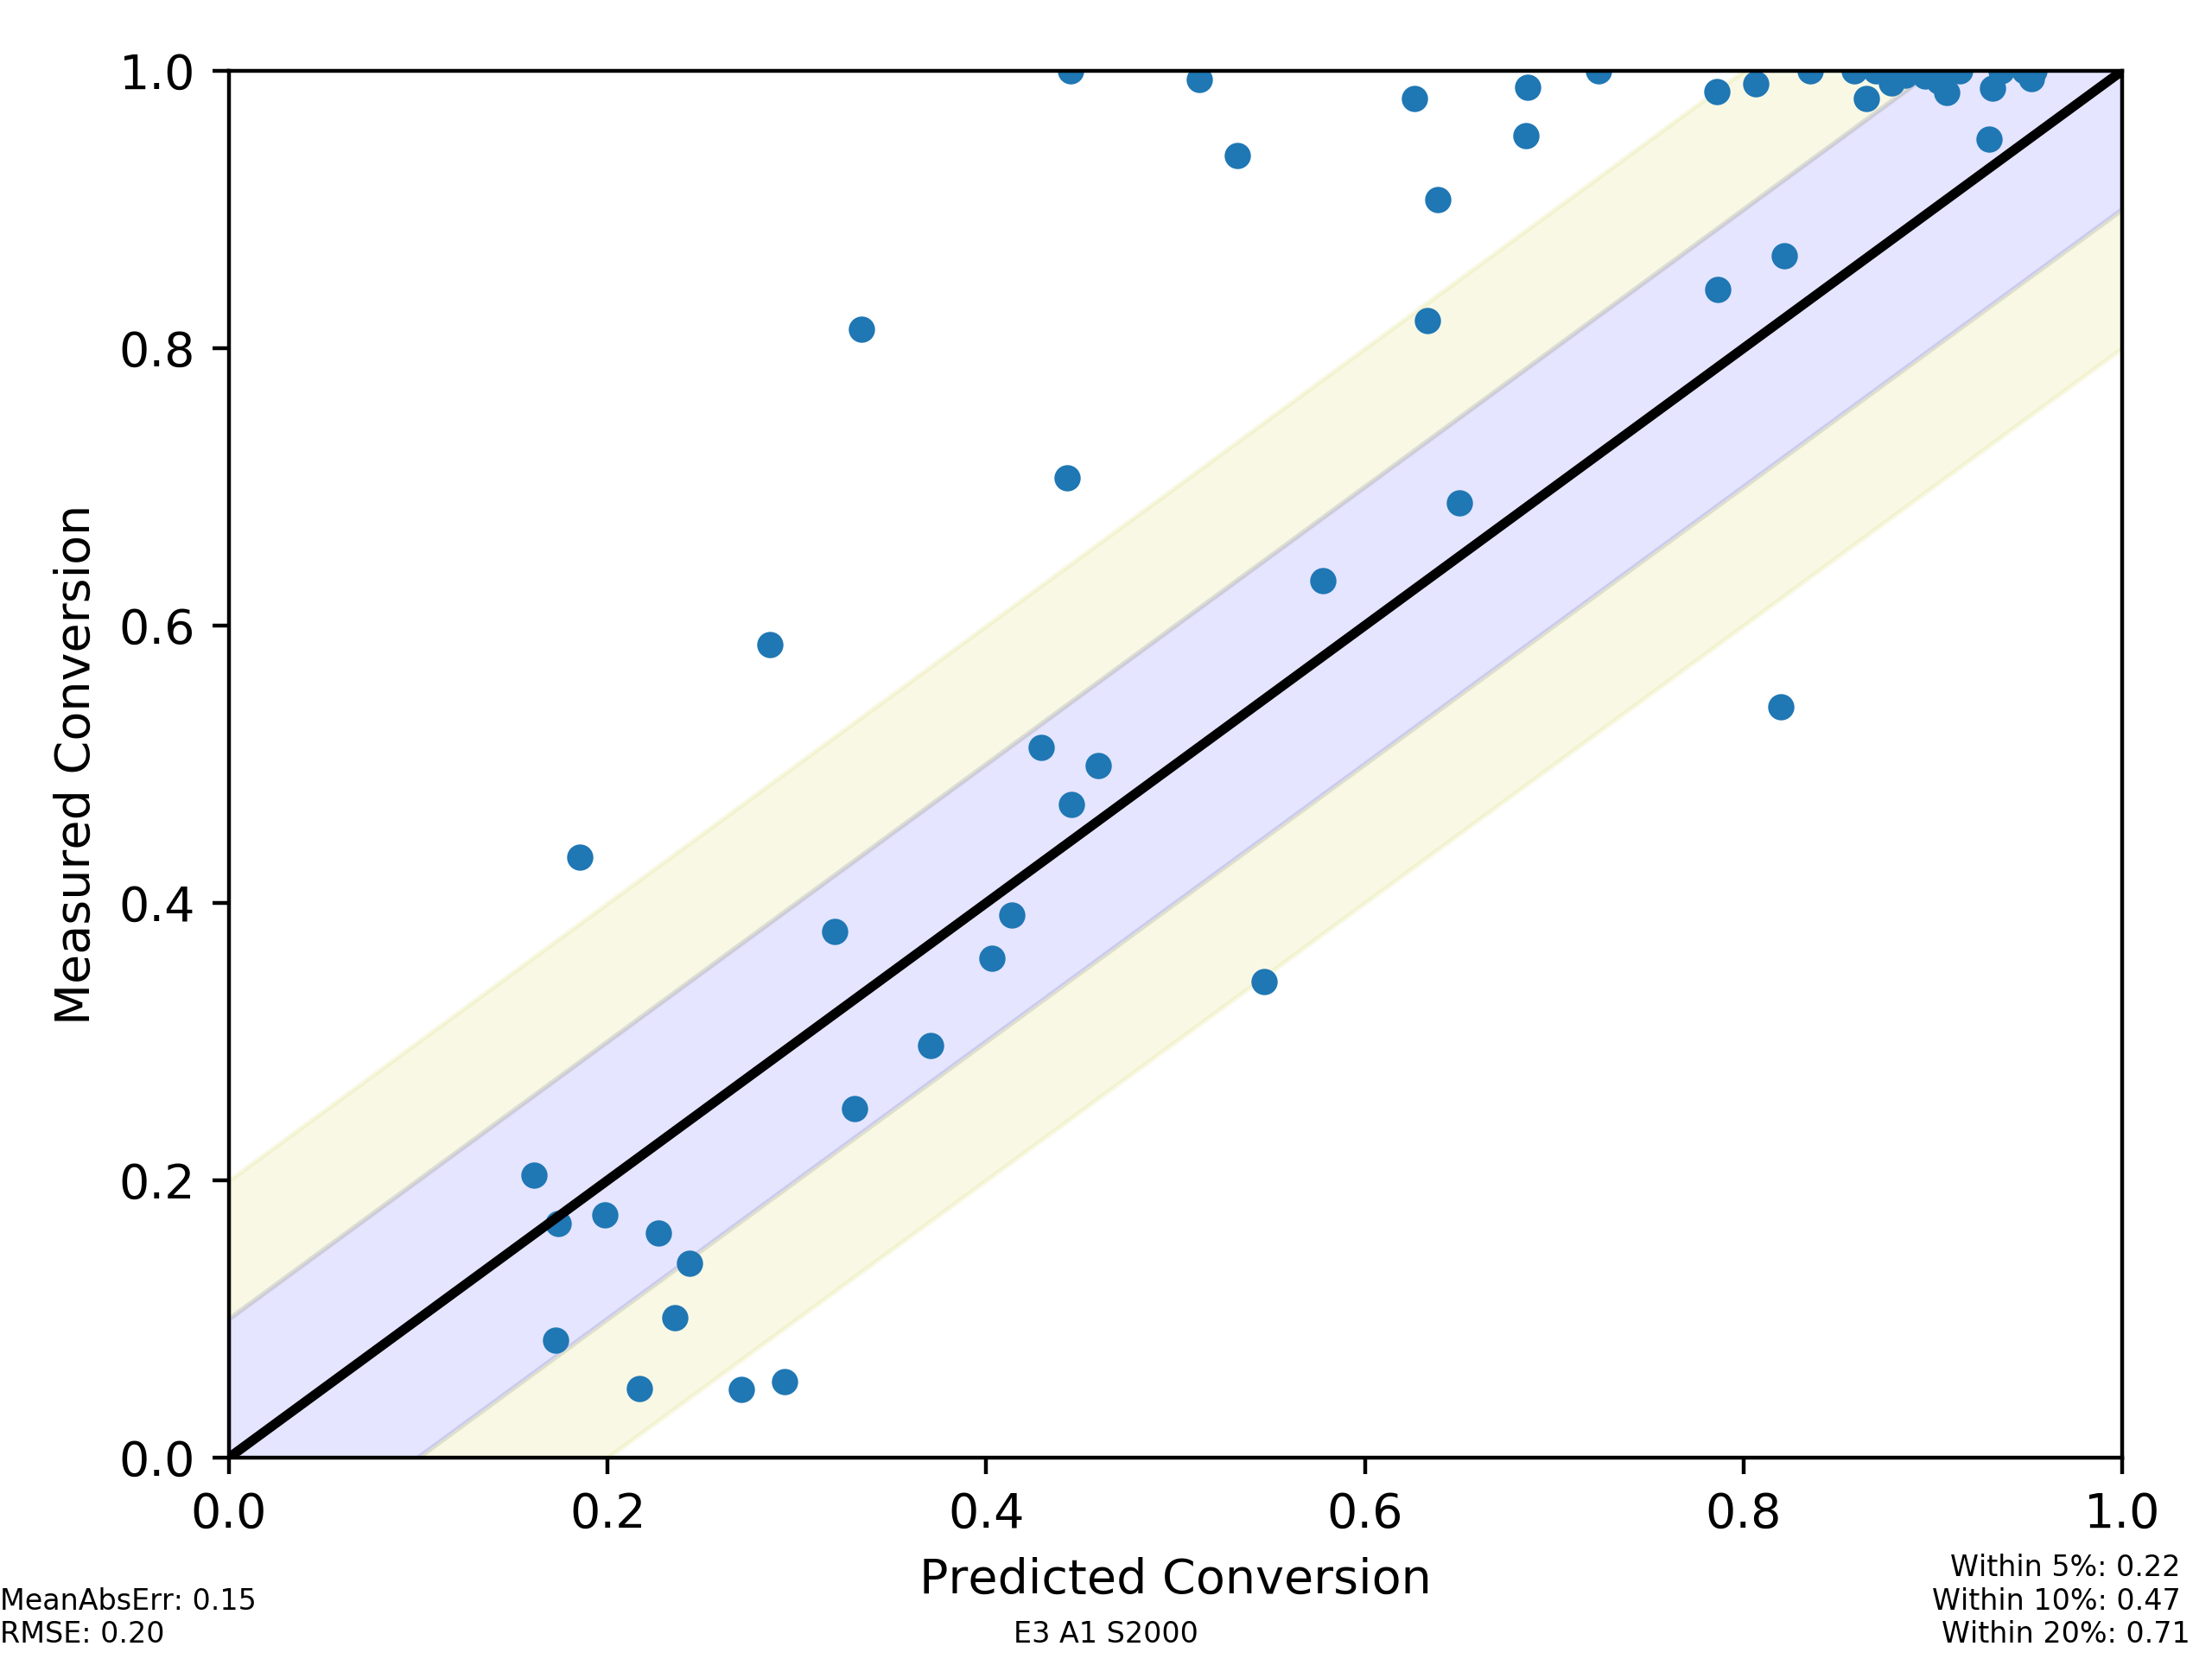 1.0
0.8
0.6
0.4
0.2
0.0
Measured Conversion
0.0 0.2 0.4 0.6 0.8 1.0
Predicted Conversion
MeanAbsErr: 0.15
RMSE: 0.20
E3 A1 S2000
Within 5%: 0.22
Within 10%: 0.47
Within 20%: 0.71